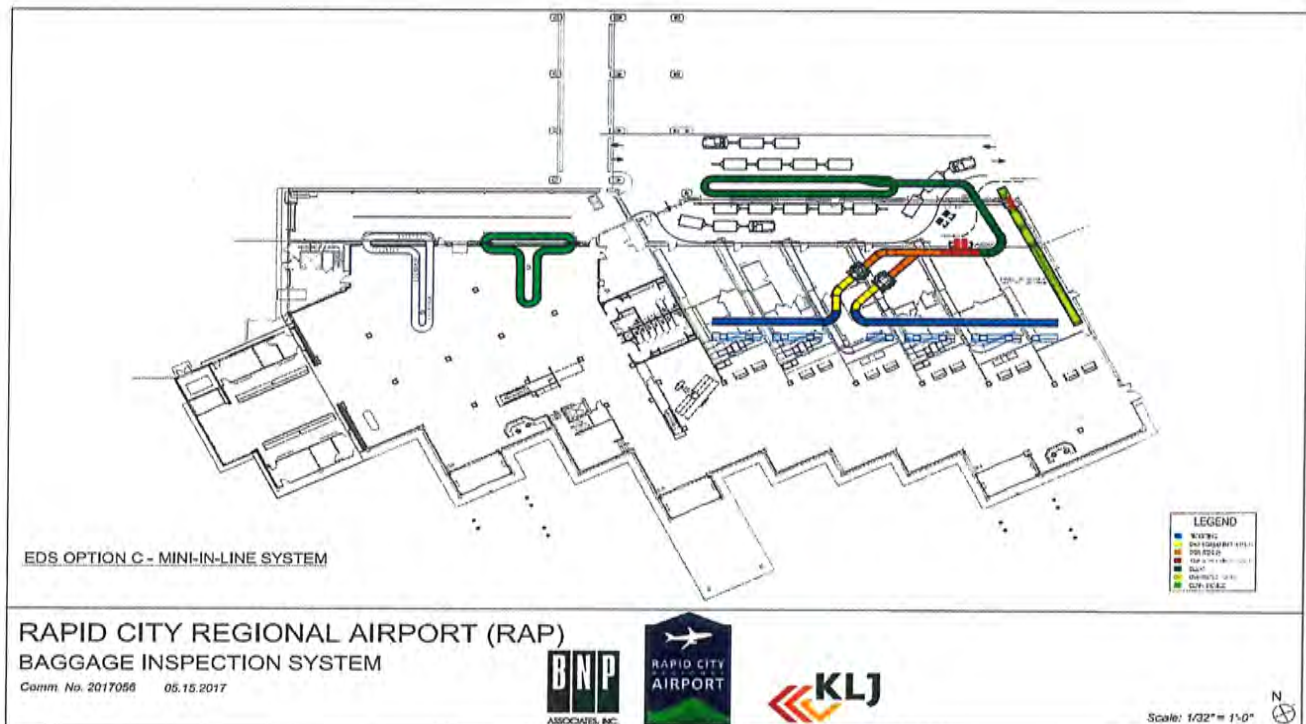 EDS OPTION C - MINI-IN-LINE SYSTEM
LEGEND
RAPID CITY REGIONAL AIRPORT (RAP)
BAGGAGE INSPECTION SYSTEM
Comm. No. 2017056 05.15.2017
BNP
ASSOCIATES, INC.
RAPID CITY
REGIONAL
AIRPORT
KLJ
N
Scale: 1/32" = 1'-0"